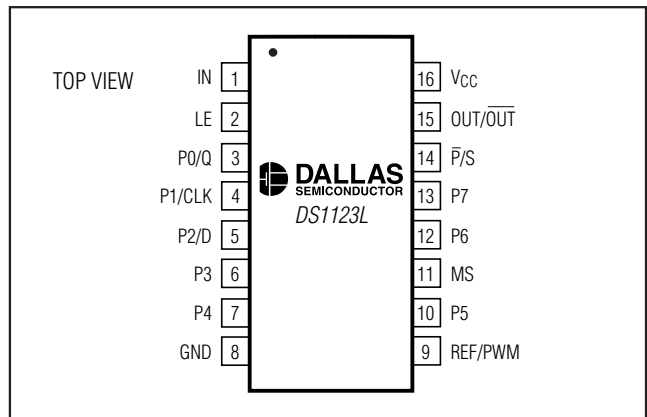 TOP VIEW
IN 1
LE 2
P0/Q 3
P1/CLK 4
P2/D 5
P3 6
P4 7
GND 8
DALLAS
SEMICONDUCTOR
DS1123L
16 VCC
15 OUT/O̅U̅T̅
14 P̅/S
13 P7
12 P6
11 MS
10 P5
9 REF/PWM